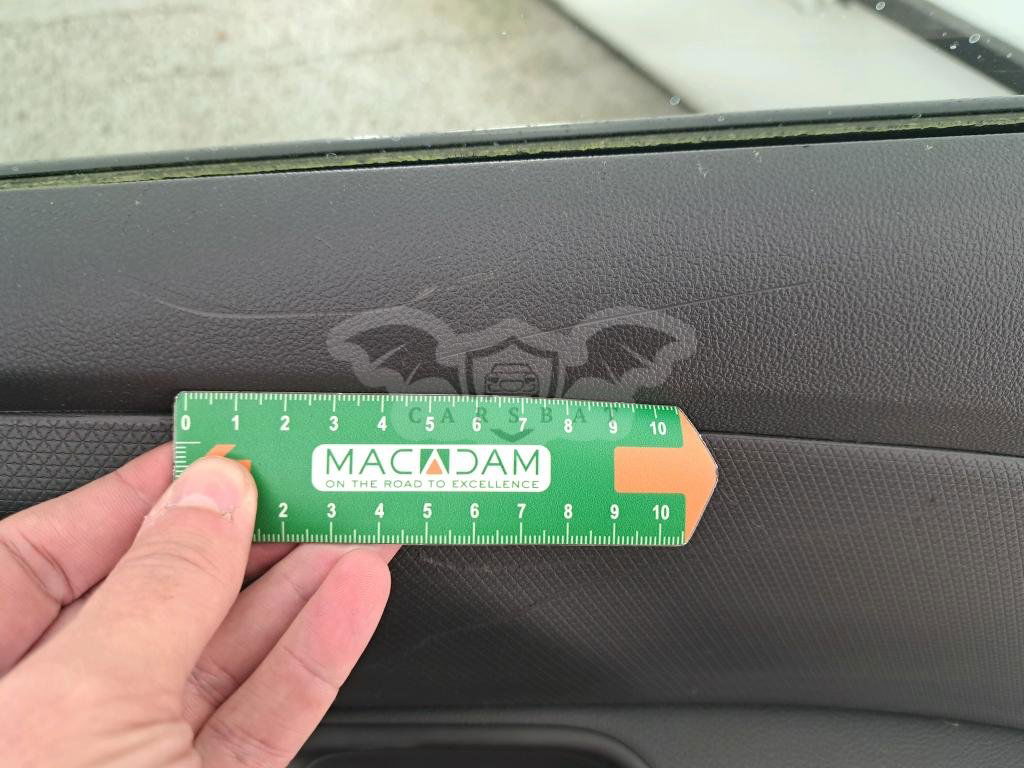 CARSBAT
0 1 2 3 4 5 6 7 8 9 10
MACADAM
ON THE ROAD TO EXCELLENCE
2 3 4 5 6 7 8 9 10